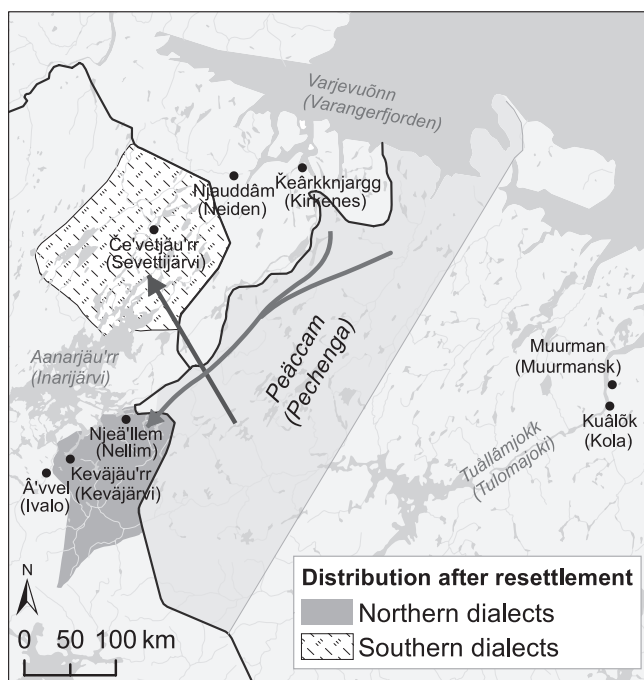 Varjevuõnn
(Varangerfjorden)
Njauddâm
(Neiden)
Ǩeârkknjargg
(Kirkenes)
Če'vetjäu'rr
(Sevettijärvi)
Peäccam
(Pechenga)
Aanarjäu'rr
(Inarijärvi)
Muurman
(Muurmansk)
Kuâlõk
(Kola)
Tuâllâmjokk
(Tulomajoki)
Njeä'llem
(Nellim)
Keväjäu'rr
(Keväjärvi)
Â'vvel
(Ivalo)
N
0 50 100 km
Distribution after resettlement
Northern dialects
Southern dialects